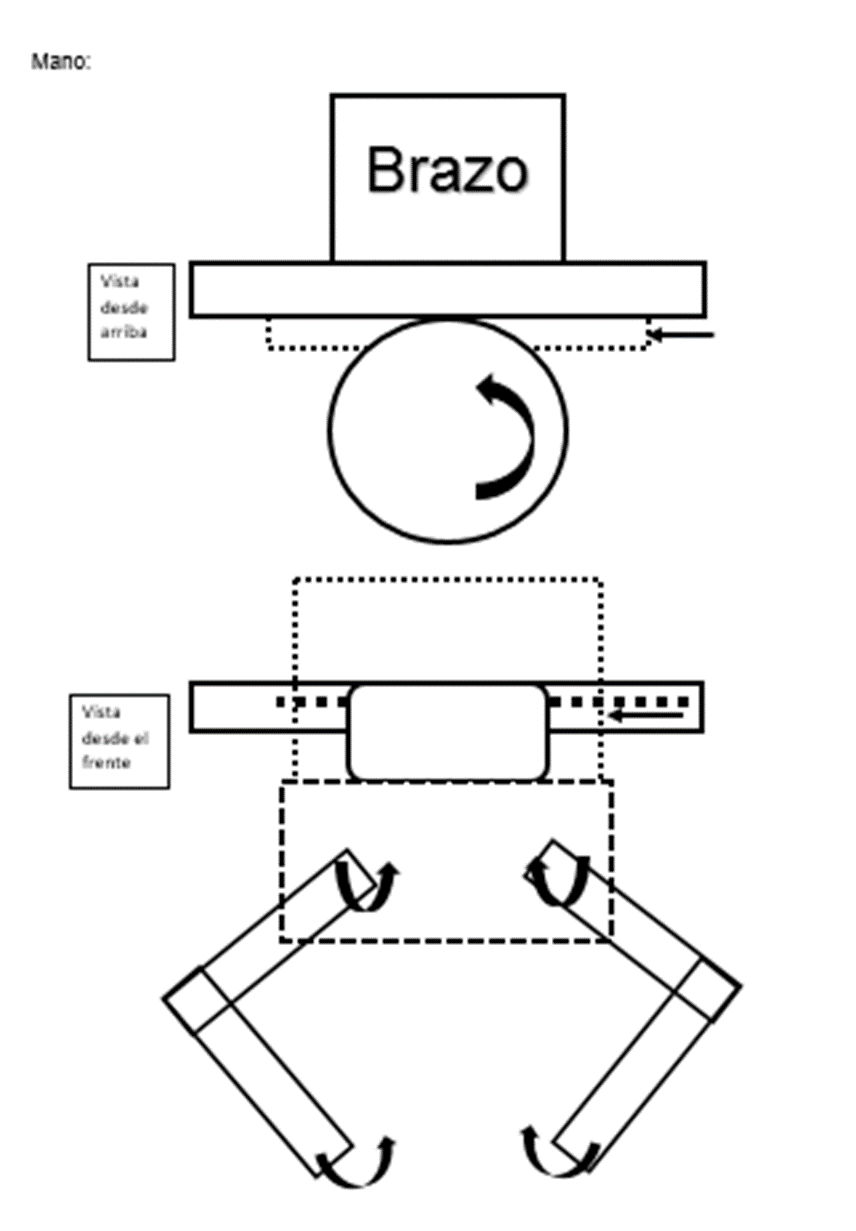 Mano:
Brazo
Vista
desde
arriba
Vista
desde el
frente